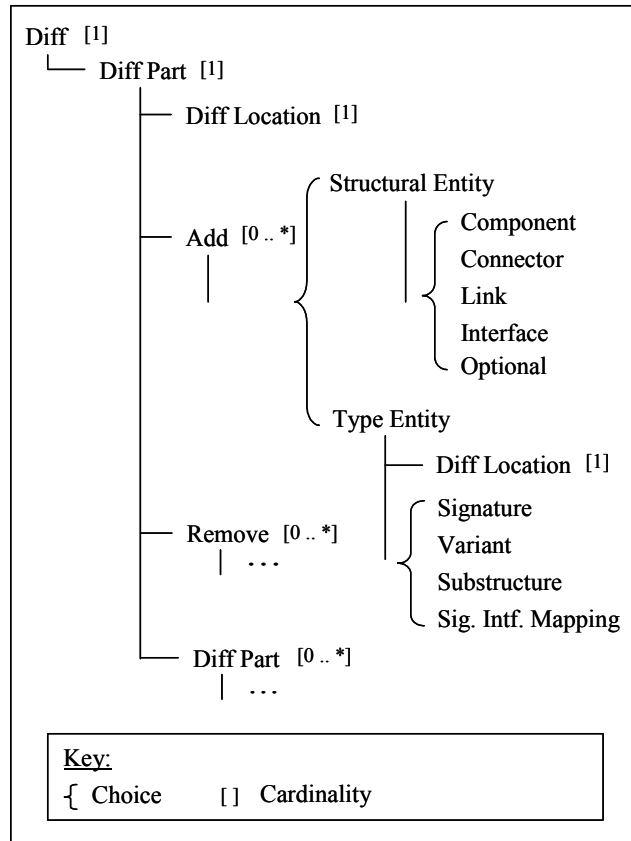 Diff [1]
Diff Part [1]
Diff Location [1]
Structural Entity
Component
Add [0 .. *]
Connector
Link
Interface
Optional
Type Entity
Diff Location [1]
Signature
Remove [0 .. *]
Variant
...
Substructure
Sig. Intf. Mapping
Diff Part [0 .. *]
...
Key:
{ Choice [ ] Cardinality